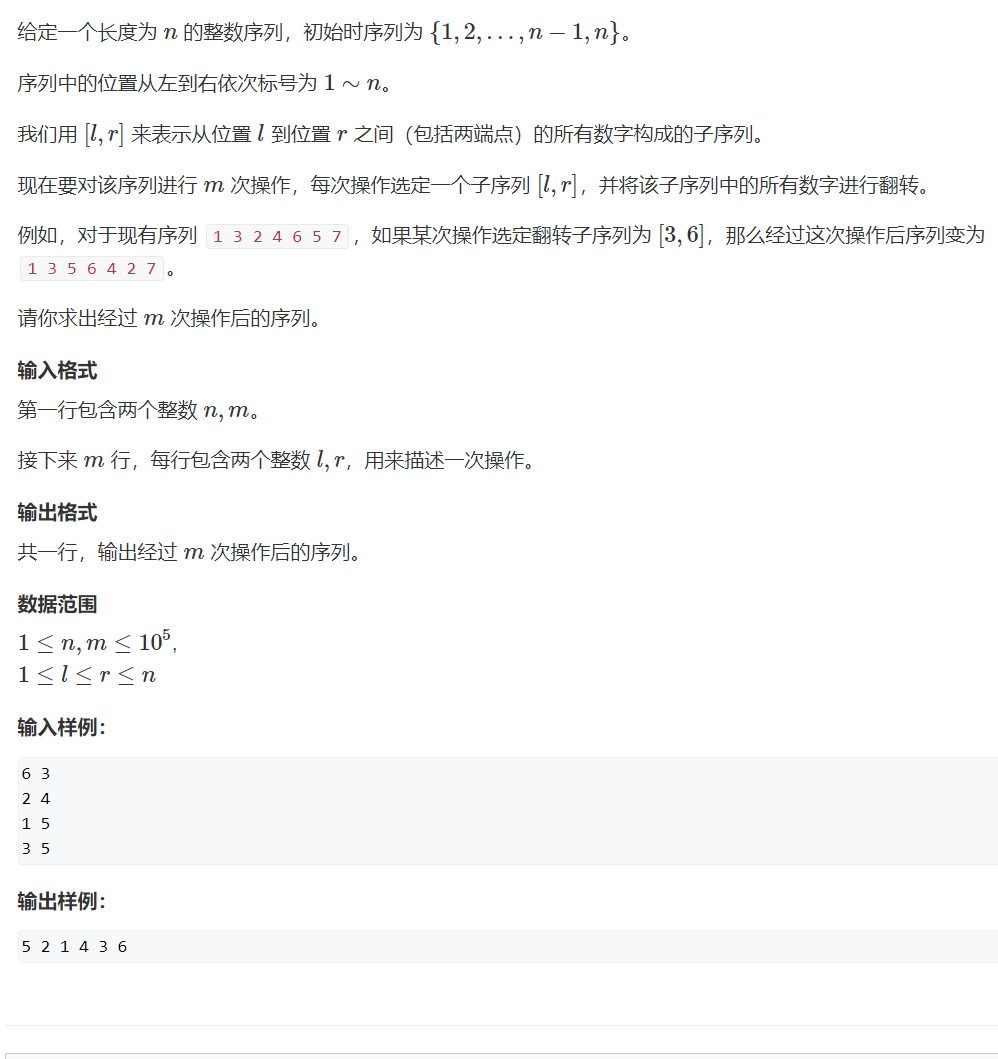 给定一个长度为 n 的整数序列，初始时序列为 {1, 2, …, n − 1, n}。
序列中的位置从左到右依次标号为 1 ∼ n。
我们用 [l, r] 来表示从位置 l 到位置 r 之间（包括两端点）的所有数字构成的子序列。
现在要对该序列进行 m 次操作，每次操作选定一个子序列 [l, r]，并将该子序列中的所有数字进行翻转。
例如，对于现有序列 1 3 2 4 6 5 7 ，如果某次操作选定翻转子序列为 [3, 6]，那么经过这次操作后序列变为
1 3 5 6 4 2 7 。
请你求出经过 m 次操作后的序列。
输入格式
第一行包含两个整数 n, m。
接下来 m 行，每行包含两个整数 l, r，用来描述一次操作。
输出格式
共一行，输出经过 m 次操作后的序列。
数据范围
1 ≤ n, m ≤ 10⁵,
1 ≤ l ≤ r ≤ n
输入样例：
6 3
2 4
1 5
3 5
输出样例：
5 2 1 4 3 6